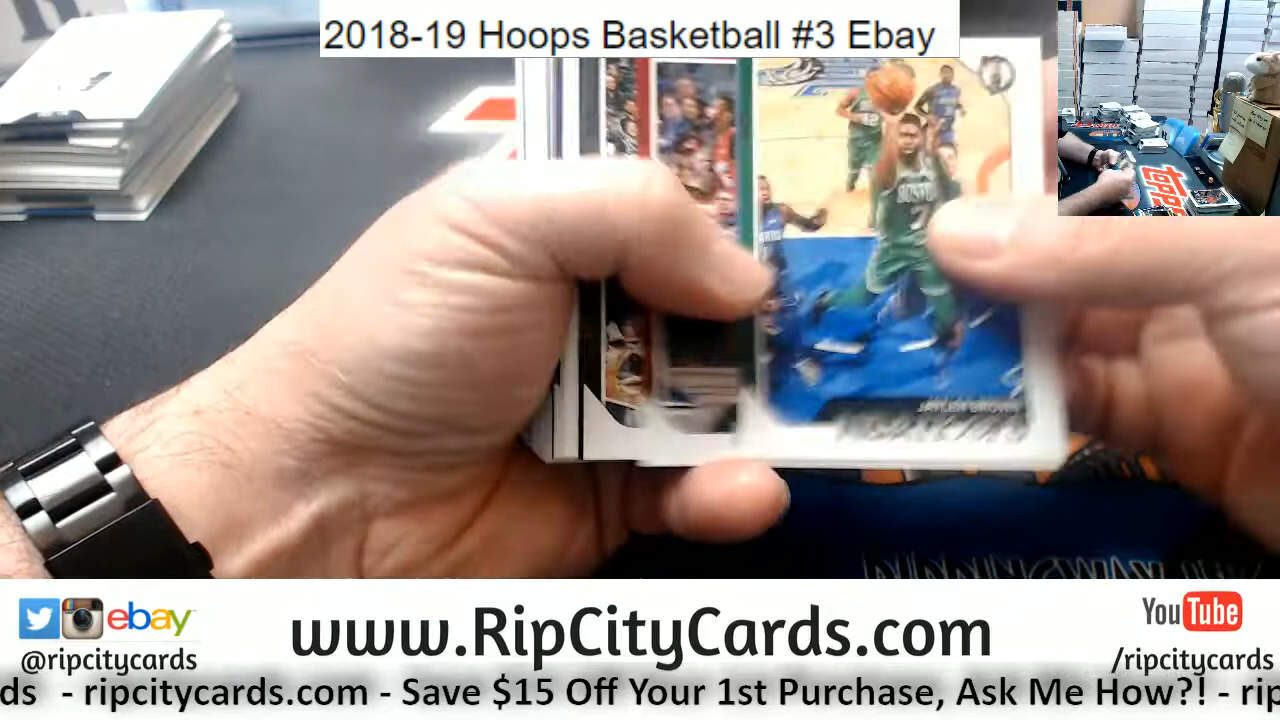 2018-19 Hoops Basketball #3 Ebay
BOSTON
7
JAYLEN BROWN
TOPPS
ebay
www.RipCityCards.com
YouTube
@ripcitycards
/ripcitycards
ds - ripcitycards.com - Save $15 Off Your 1st Purchase, Ask Me How?! - rip